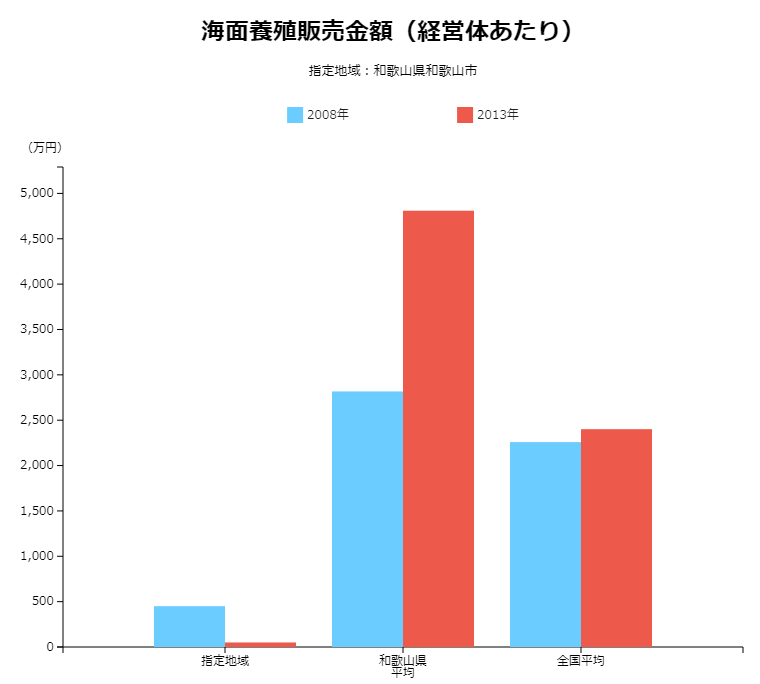 海面養殖販売金額（経営体あたり）
指定地域：和歌山県和歌山市
2008年 2013年
（万円）
5,000
4,500
4,000
3,500
3,000
2,500
2,000
1,500
1,000
500
0
指定地域 和歌山県 全国平均
平均